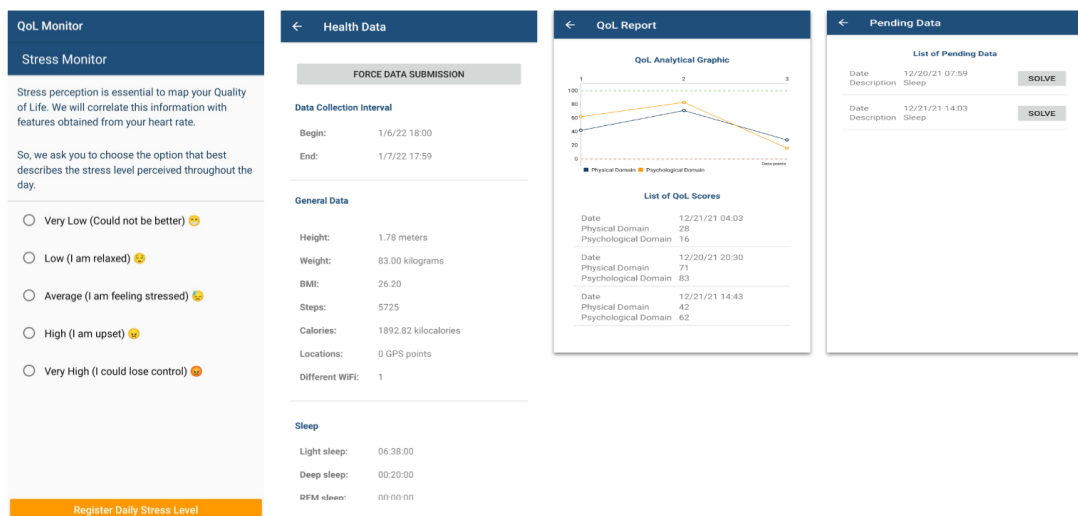 QoL Monitor
Stress Monitor
Stress perception is essential to map your Quality
of Life. We will correlate this information with
features obtained from your heart rate.
So, we ask you to choose the option that best
describes the stress level perceived throughout the
day.
Very Low (Could not be better) 😁
Low (I am relaxed) 😌
Average (I am feeling stressed) 😓
High (I am upset) 😠
Very High (I could lose control) 😡
Register Daily Stress Level
← Health Data
FORCE DATA SUBMISSION
Data Collection Interval
Begin: 1/6/22 18:00
End: 1/7/22 17:59
General Data
Height: 1.78 meters
Weight: 83.00 kilograms
BMI: 26.20
Steps: 5725
Calories: 1892.82 kilocalories
Locations: 0 GPS points
Different WiFi: 1
Sleep
Light sleep: 06:38:00
Deep sleep: 00:20:00
REM sleep: 00:00:00
← QoL Report
QoL Analytical Graphic
1 2 3
100
80
60
40
20
0
Data points
Physical Domain Psychological Domain
List of QoL Scores
Date 12/21/21 04:03
Physical Domain 28
Psychological Domain 16
Date 12/20/21 20:30
Physical Domain 71
Psychological Domain 83
Date 12/21/21 14:43
Physical Domain 42
Psychological Domain 62
← Pending Data
List of Pending Data
Date 12/20/21 07:59
Description Sleep
SOLVE
Date 12/21/21 14:03
Description Sleep
SOLVE